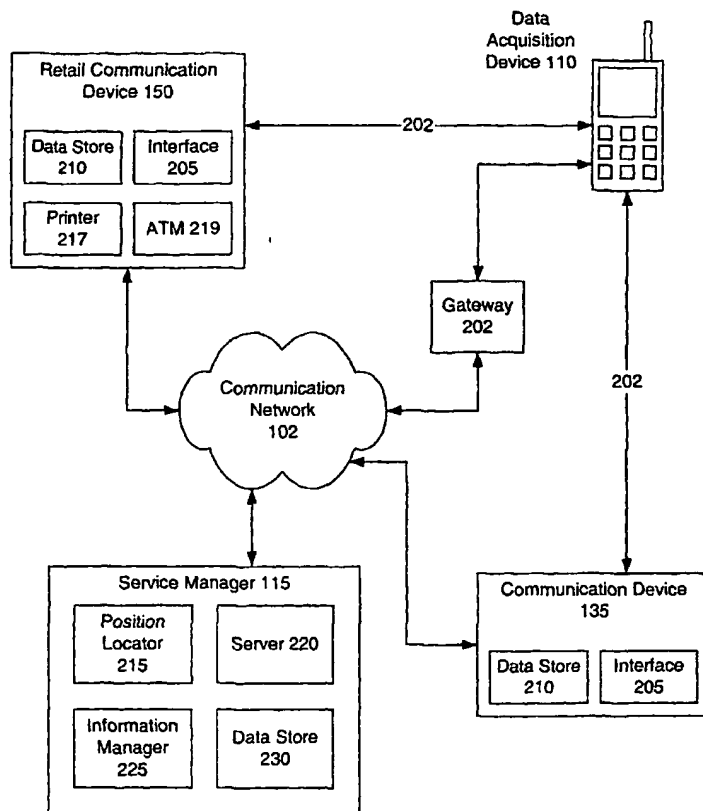 Data
Acquisition
Device 110
Retail Communication
Device 150
Data Store
210
Interface
205
Printer
217
ATM 219
202
Gateway
202
202
Communication
Network
102
Service Manager 115
Position
Locator
215
Server 220
Information
Manager
225
Data Store
230
Communication Device
135
Data Store
210
Interface
205